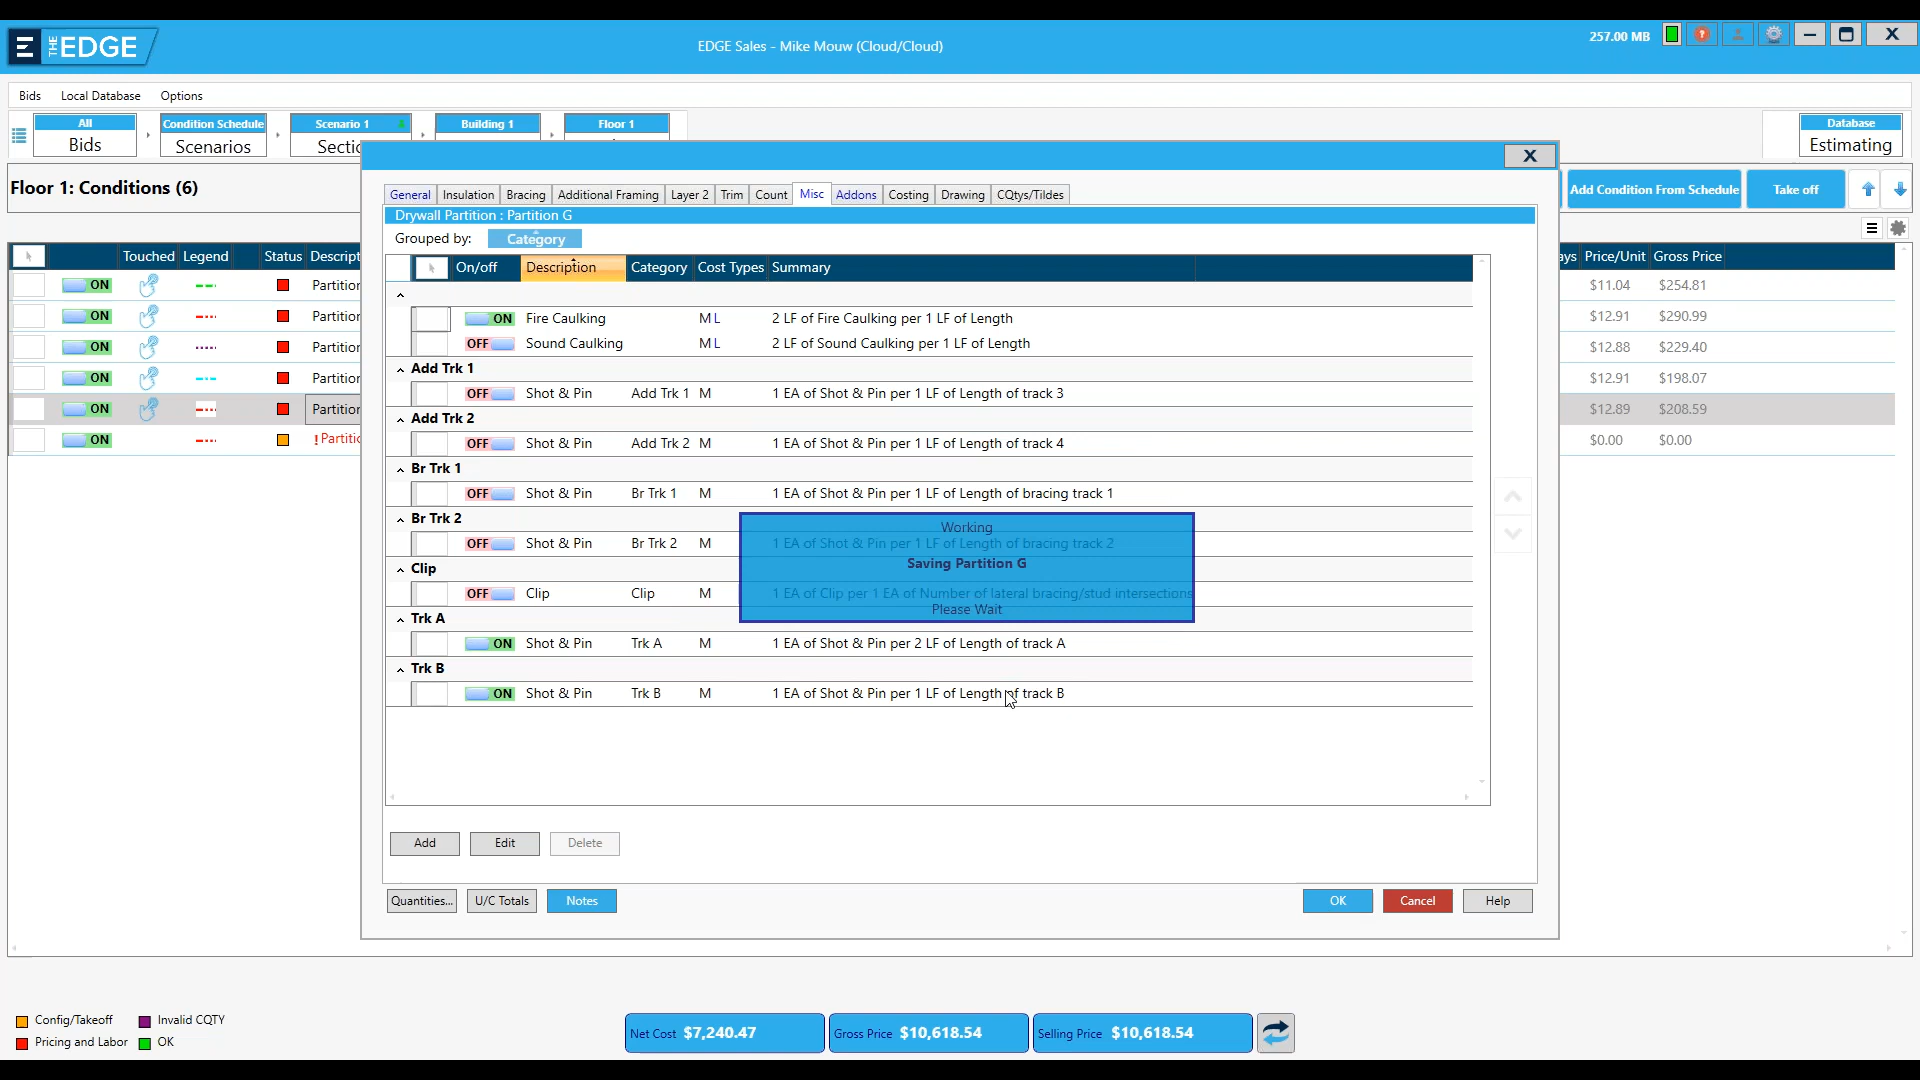 E THE EDGE
EDGE Sales - Mike Mouw (Cloud/Cloud)
257.00 MB
Bids Local Database Options
All
Bids
Condition Schedule
Scenarios
Scenario 1
Sectic
Building 1
Floor 1
Database
Estimating
Floor 1: Conditions (6)
Add Condition From Schedule
Take off
X
General Insulation Bracing Additional Framing Layer 2 Trim Count Misc Addons Costing Drawing CQtys/Tildes
Drywall Partition : Partition G
Grouped by: Category
Touched Legend Status Descript
ON Partition
ON Partition
ON Partition
ON Partition
ON Partition
ON !Partitic
On/off Description Category Cost Types Summary
ON Fire Caulking M L 2 LF of Fire Caulking per 1 LF of Length
OFF Sound Caulking M L 2 LF of Sound Caulking per 1 LF of Length
Add Trk 1
OFF Shot & Pin Add Trk 1 M 1 EA of Shot & Pin per 1 LF of Length of track 3
Add Trk 2
OFF Shot & Pin Add Trk 2 M 1 EA of Shot & Pin per 1 LF of Length of track 4
Br Trk 1
OFF Shot & Pin Br Trk 1 M 1 EA of Shot & Pin per 1 LF of Length of bracing track 1
Br Trk 2
OFF Shot & Pin Br Trk 2 M 1 EA of Shot & Pin per 1 LF of Length of bracing track 2
Clip
OFF Clip Clip M 1 EA of Clip per 1 EA of Number of lateral bracing/stud intersections
Trk A
ON Shot & Pin Trk A M 1 EA of Shot & Pin per 2 LF of Length of track A
Trk B
ON Shot & Pin Trk B M 1 EA of Shot & Pin per 1 LF of Length of track B
Working
Saving Partition G
Please Wait
ays Price/Unit Gross Price
$11.04 $254.81
$12.91 $290.99
$12.88 $229.40
$12.91 $198.07
$12.89 $208.59
$0.00 $0.00
Add Edit Delete
Quantities... U/C Totals Notes OK Cancel Help
Config/Takeoff Invalid CQTY
Pricing and Labor OK
Net Cost $7,240.47
Gross Price $10,618.54
Selling Price $10,618.54